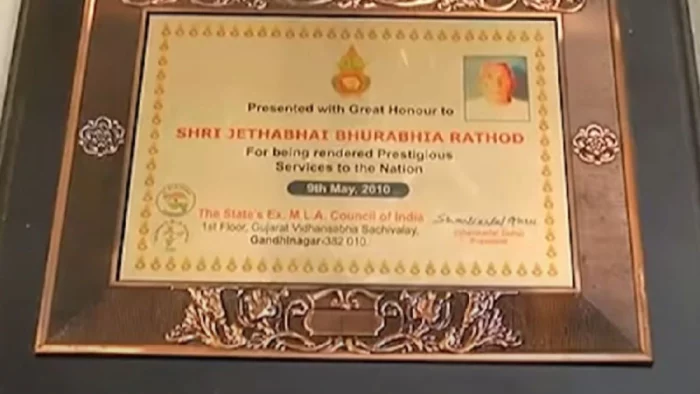 Presented with Great Honour to
SHRI JETHABHAI BHURABHIA RATHOD
For being rendered Prestigious
Services to the Nation
9th May, 2010
The State's Ex. M.L.A. Council of India
1st Floor, Gujarat Vidhansabha Sachivalay,
Gandhinagar-382 010.
President